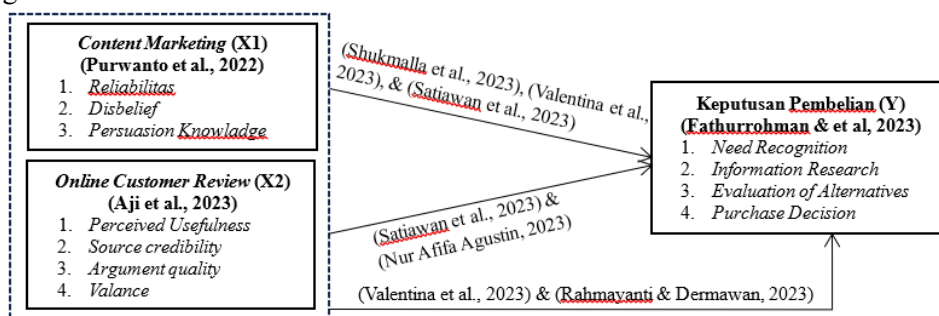 Content Marketing (X1)
(Purwanto et al., 2022)
1. Reliabilitas
2. Disbelief
3. Persuasion Knowladge
Online Customer Review (X2)
(Aji et al., 2023)
1. Perceived Usefulness
2. Source credibility
3. Argument quality
4. Valance
(Shukmalla et al., 2023), (Valentina et al.,
2023), & (Satiawan et al., 2023)
(Satiawan et al., 2023) &
(Nur Afifa Agustin, 2023)
(Valentina et al., 2023) & (Rahmayanti & Dermawan, 2023)
Keputusan Pembelian (Y)
(Fathurrohman & et al, 2023)
1. Need Recognition
2. Information Research
3. Evaluation of Alternatives
4. Purchase Decision